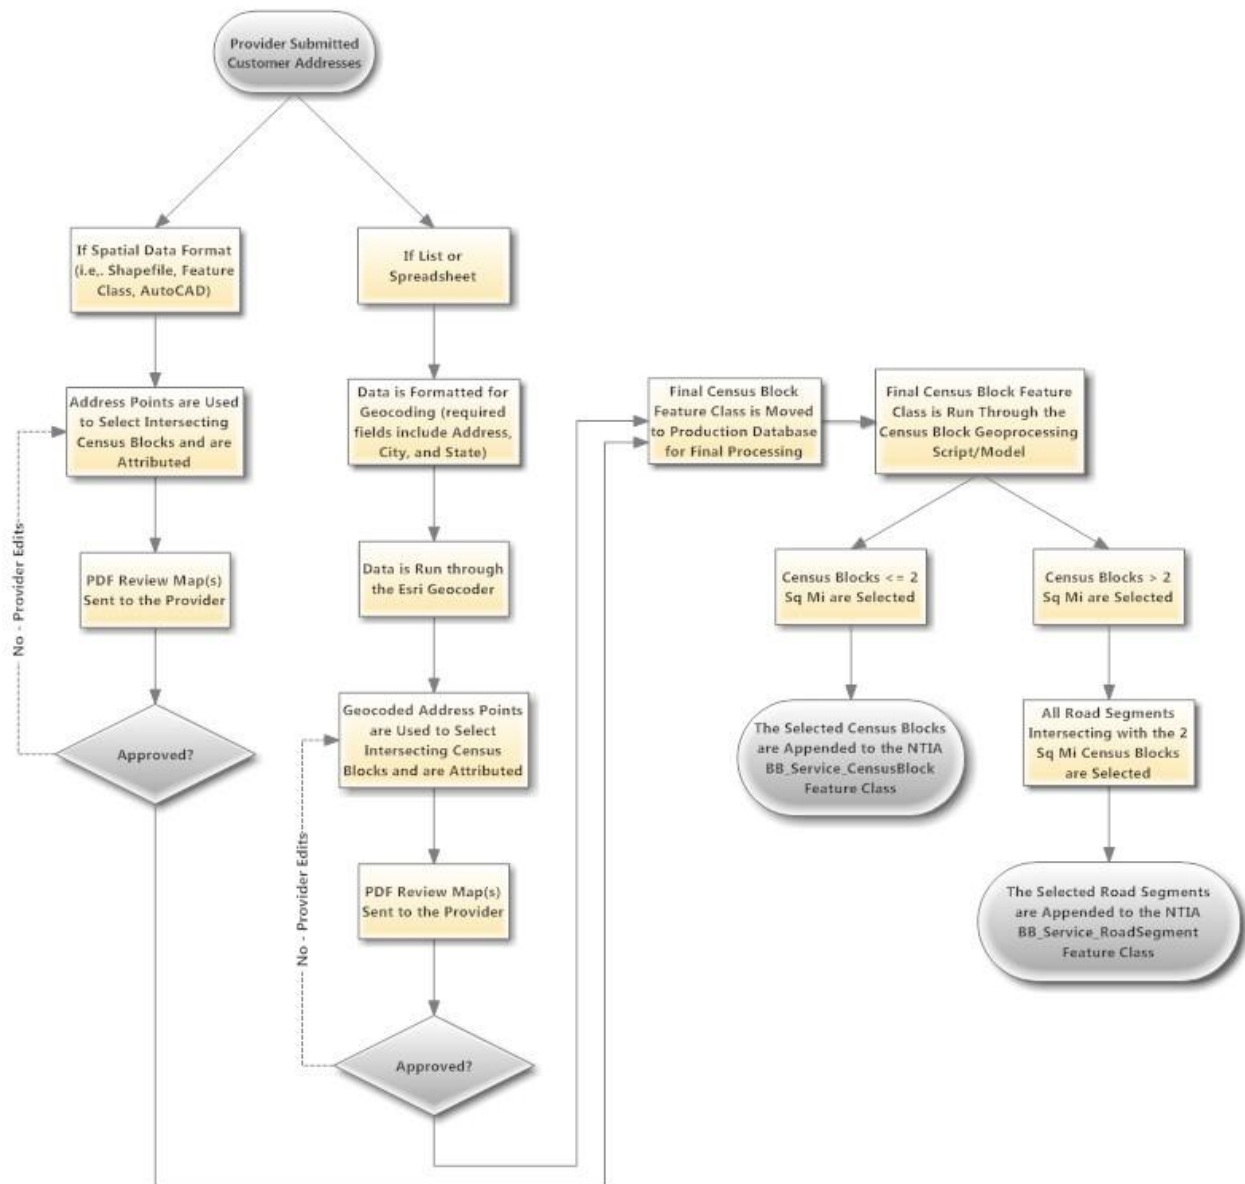 Provider Submitted
Customer Addresses
If Spatial Data Format
(i.e,. Shapefile, Feature
Class, AutoCAD)
If List or
Spreadsheet
Address Points are Used
to Select Intersecting
Census Blocks and are
Attributed
Data is Formatted for
Geocoding (required
fields include Address,
City, and State)
Final Census Block
Feature Class is Moved
to Production Database
for Final Processing
Final Census Block Feature
Class is Run Through the
Census Block Geoprocessing
Script/Model
No - Provider Edits
PDF Review Map(s)
Sent to the Provider
Data is Run through
the Esri Geocoder
Census Blocks <= 2
Sq Mi are Selected
Census Blocks > 2
Sq Mi are Selected
Approved?
Geocoded Address Points
are Used to Select
Intersecting Census
Blocks and are Attributed
The Selected Census Blocks
are Appended to the NTIA
BB_Service_CensusBlock
Feature Class
All Road Segments
Intersecting with the 2
Sq Mi Census Blocks
are Selected
No - Provider Edits
PDF Review Map(s)
Sent to the Provider
The Selected Road Segments
are Appended to the NTIA
BB_Service_RoadSegment
Feature Class
Approved?